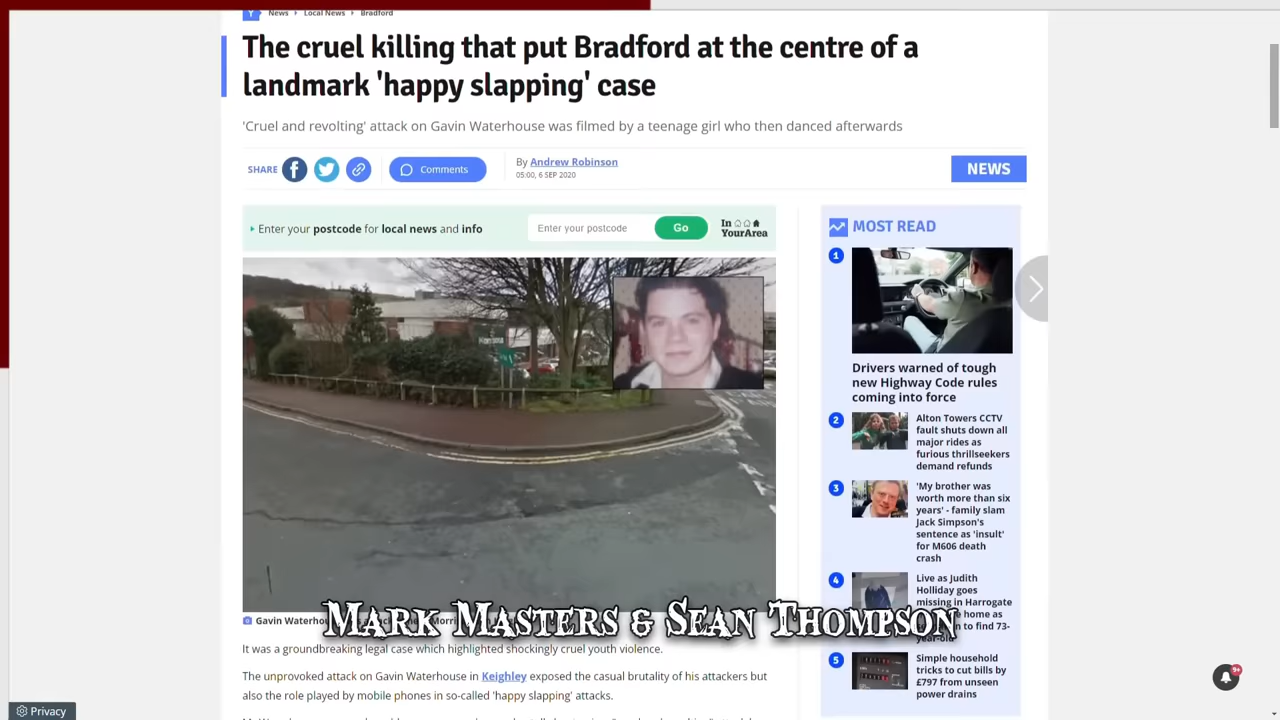 News > Local News > Bradford
The cruel killing that put Bradford at the centre of a
landmark 'happy slapping' case
'Cruel and revolting' attack on Gavin Waterhouse was filmed by a teenage girl who then danced afterwards
SHARE
Comments
By Andrew Robinson
05:00, 6 SEP 2020
NEWS
Enter your postcode for local news and info
Enter your postcode
Go
In
YourArea
MOST READ
1
Drivers warned of tough
new Highway Code rules
coming into force
2
Alton Towers CCTV
fault shuts down all
major rides as
furious thrillseekers
demand refunds
3
'My brother was
worth more than six
years' - family slam
Jack Simpson's
sentence as 'insult'
for M606 death
crash
4
Live as Judith
Holliday goes
missing in Harrogate
home as
to find 73-
5
Simple household
tricks to cut bills by
£797 from unseen
power drains
Mark Masters & Sean Thompson
Gavin
It was a groundbreaking legal case which highlighted shockingly cruel youth violence.
The unprovoked attack on Gavin Waterhouse in Keighley exposed the casual brutality of his attackers but
also the role played by mobile phones in so-called 'happy slapping' attacks.
Privacy
9+